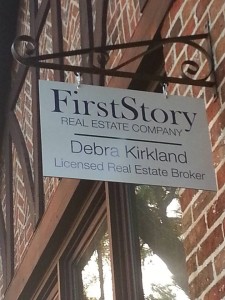 FirstStory
REAL ESTATE COMPANY
Debra Kirkland
Licensed Real Estate Broker